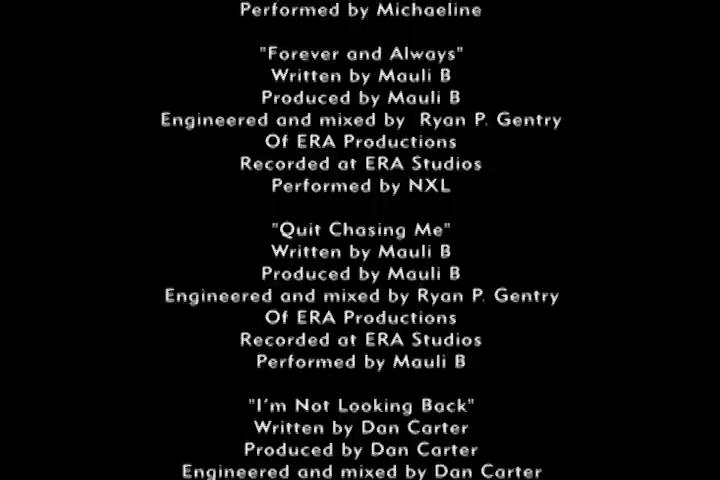 Performed by Michaeline
"Forever and Always"
Written by Mauli B
Produced by Mauli B
Engineered and mixed by Ryan P. Gentry
Of ERA Productions
Recorded at ERA Studios
Performed by NXL
"Quit Chasing Me"
Written by Mauli B
Produced by Mauli B
Engineered and mixed by Ryan P. Gentry
Of ERA Productions
Recorded at ERA Studios
Performed by Mauli B
"I'm Not Looking Back"
Written by Dan Carter
Produced by Dan Carter
Engineered and mixed by Dan Carter